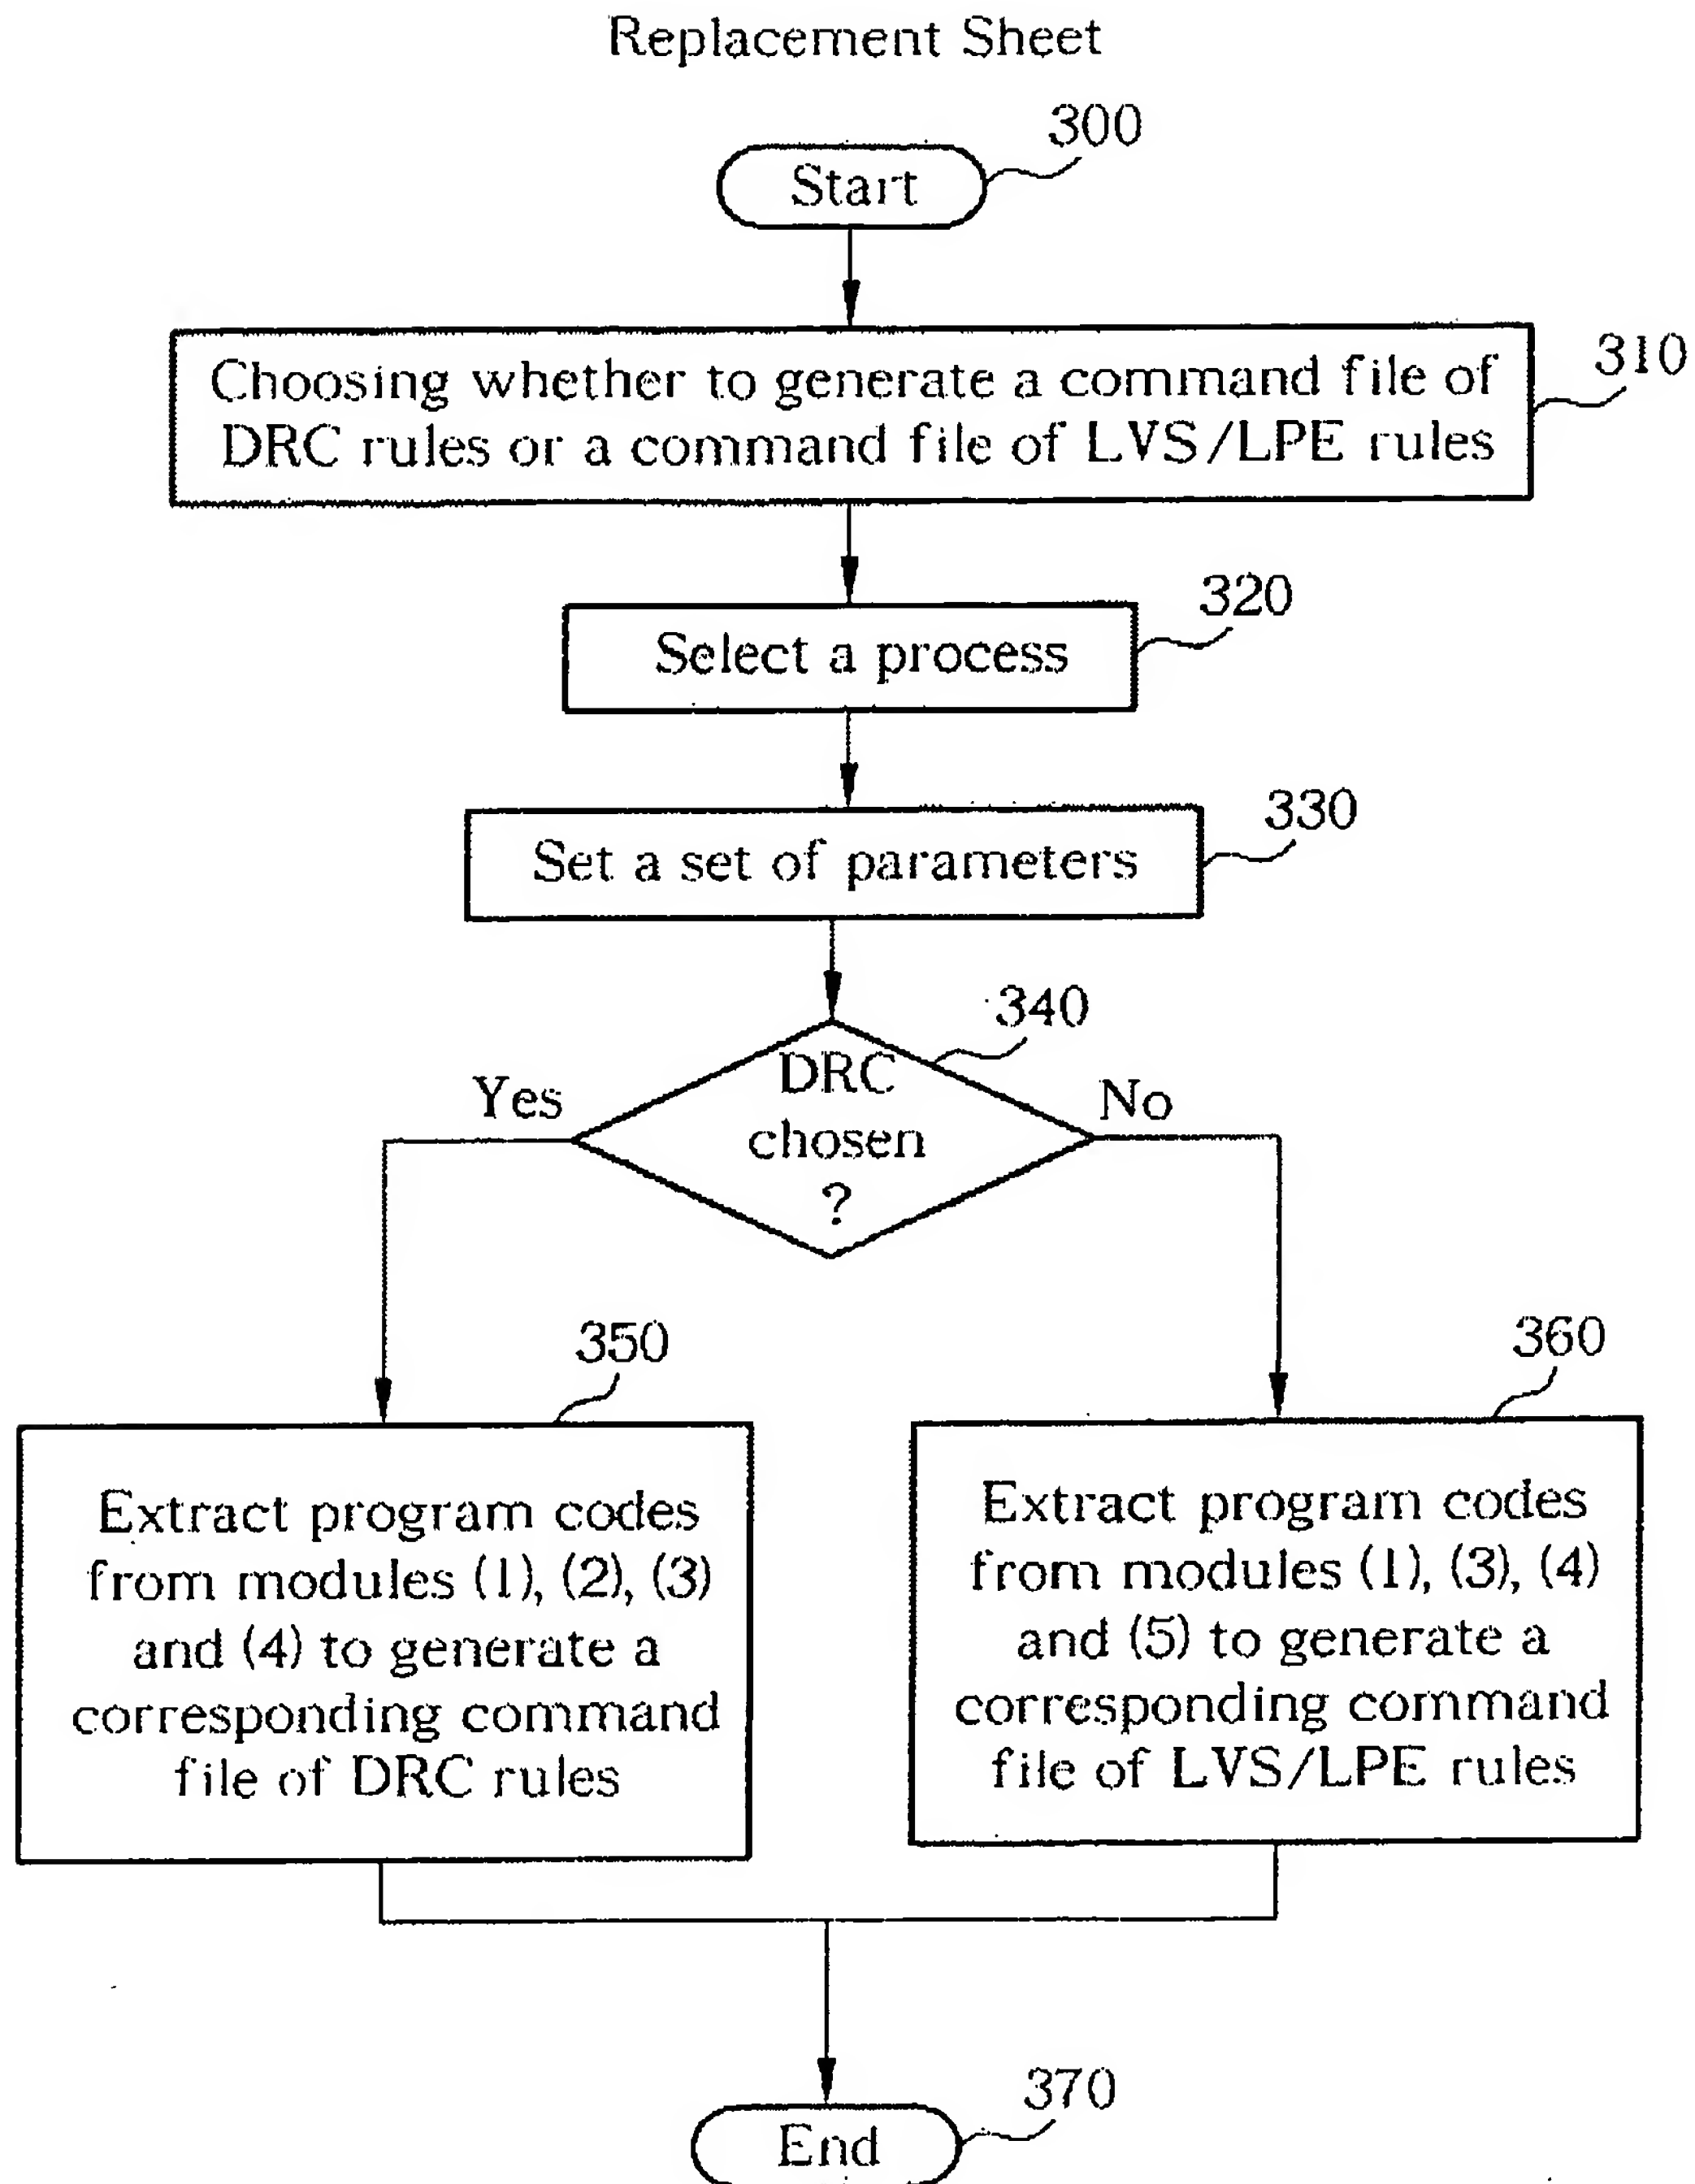 Replacement Sheet
300
Start
310
Choosing whether to generate a command file of
DRC rules or a command file of LVS/LPE rules
320
Select a process
330
Set a set of parameters
340
DRC
chosen
?
Yes
No
350
Extract program codes
from modules (1), (2), (3)
and (4) to generate a
corresponding command
file of DRC rules
360
Extract program codes
from modules (1), (3), (4)
and (5) to generate a
corresponding command
file of LVS/LPE rules
370
End